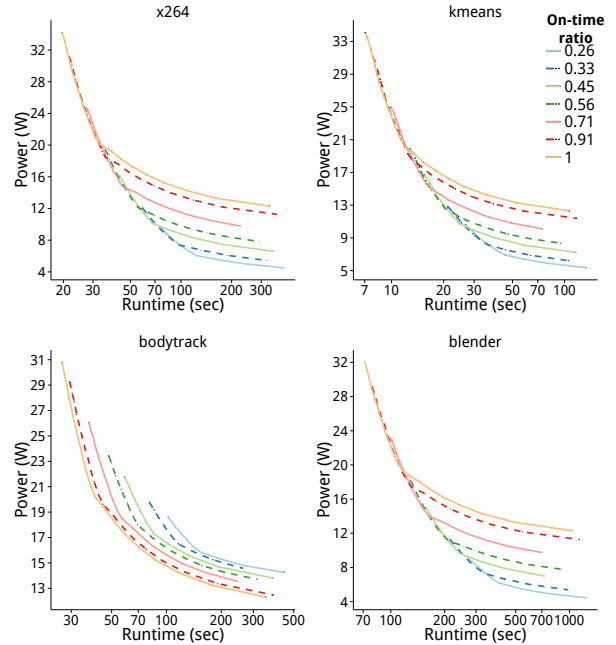 x264
Power (W)
32
28
24
20
16
12
8
4
20 30 50 70 100 200 300
Runtime (sec)
kmeans
Power (W)
33
29
25
21
17
13
9
5
7 10 20 30 50 70 100
Runtime (sec)
On-time
ratio
0.26
0.33
0.45
0.56
0.71
0.91
1
bodytrack
Power (W)
31
29
27
25
23
21
19
17
15
13
30 50 70 100 200 300 500
Runtime (sec)
blender
Power (W)
32
28
24
20
16
12
8
4
70 100 200 300 500 700 1000
Runtime (sec)